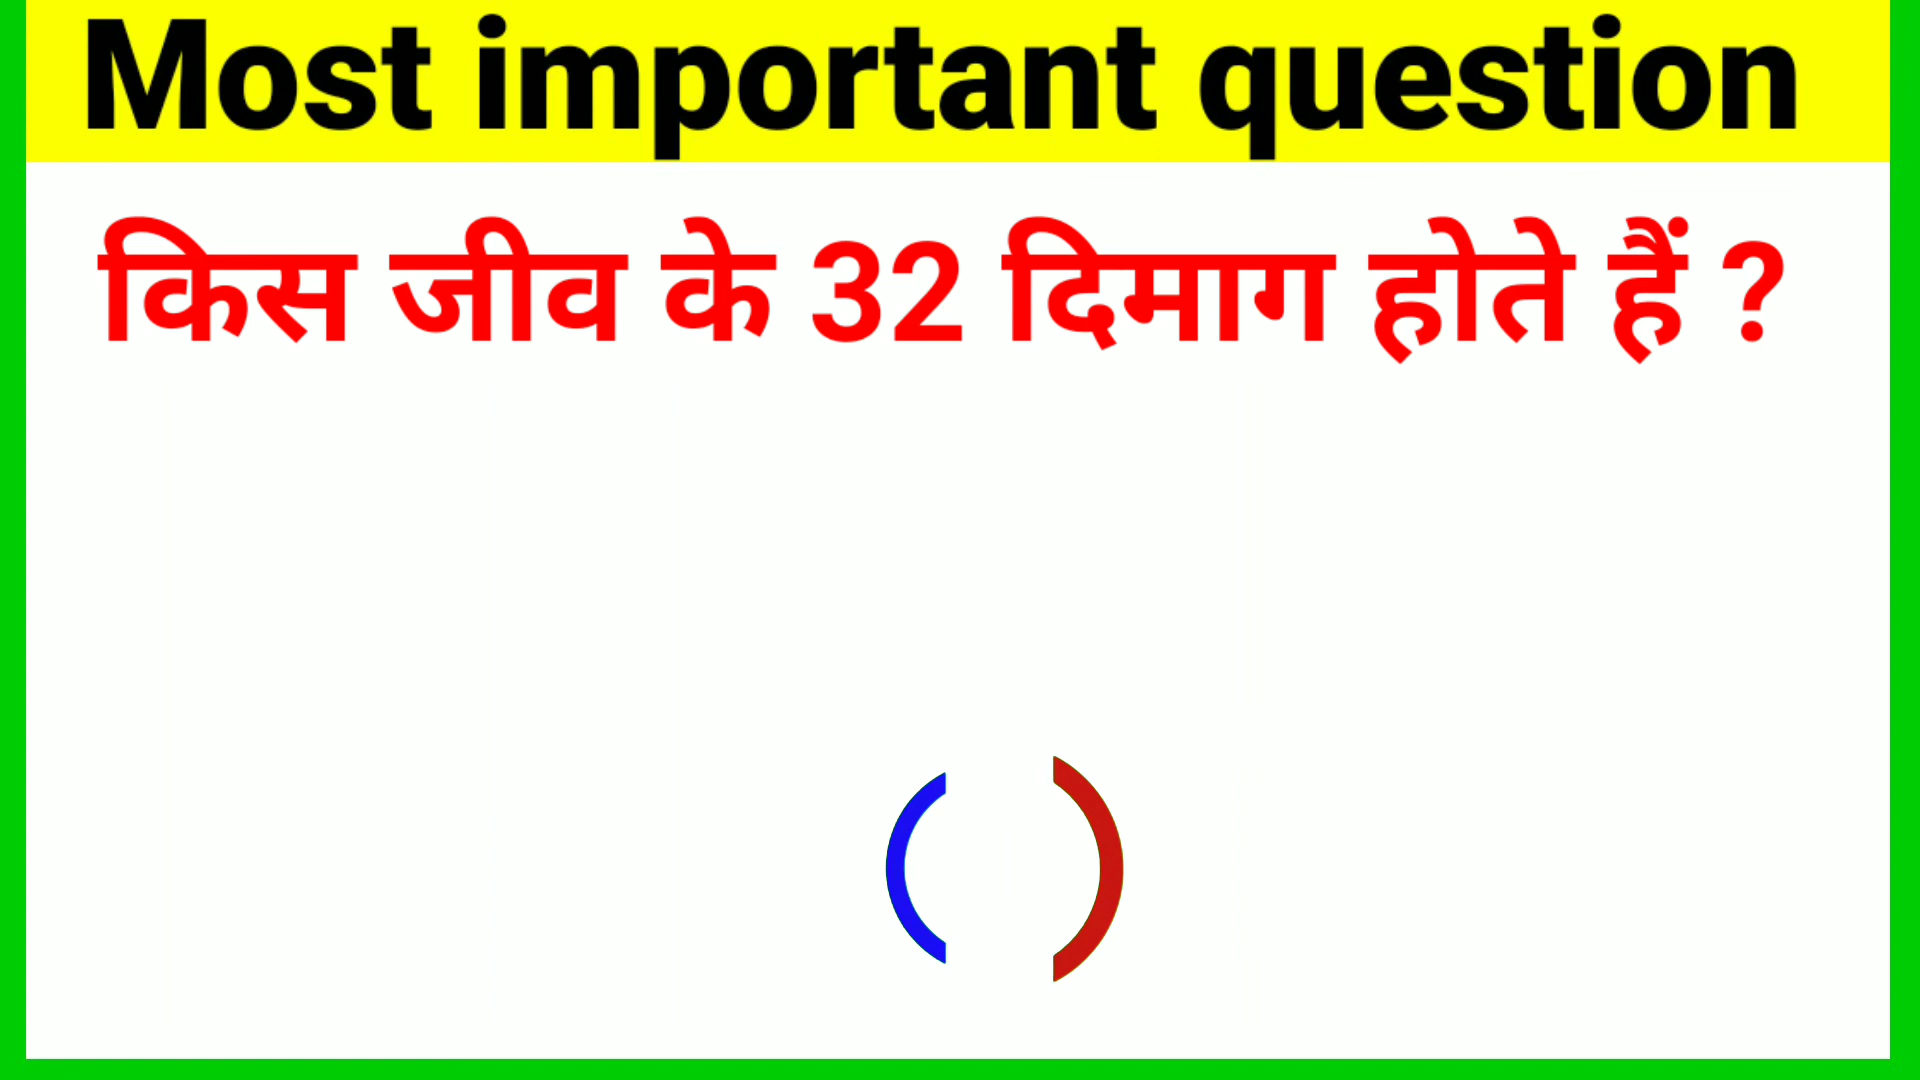 Most important question
किस जीव के 32 दिमाग होते हैं ?